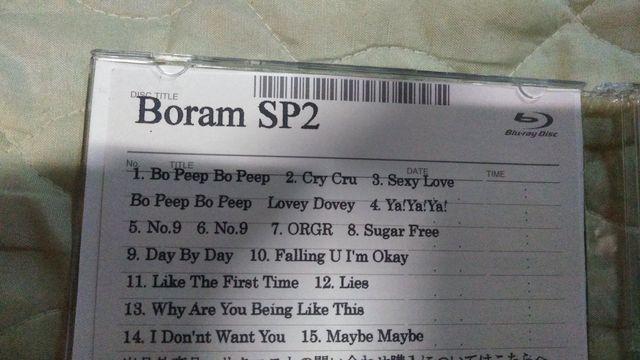 DISC TITLE
Boram SP2
Blu-ray Disc
No. TITLE DATE TIME
1. Bo Peep Bo Peep 2. Cry Cru 3. Sexy Love
Bo Peep Bo Peep Lovey Dovey 4. Ya!Ya!Ya!
5. No.9 6. No.9 7. ORGR 8. Sugar Free
9. Day By Day 10. Falling U I'm Okay
11. Like The First Time 12. Lies
13. Why Are You Being Like This
14. I Don'nt Want You 15. Maybe Maybe